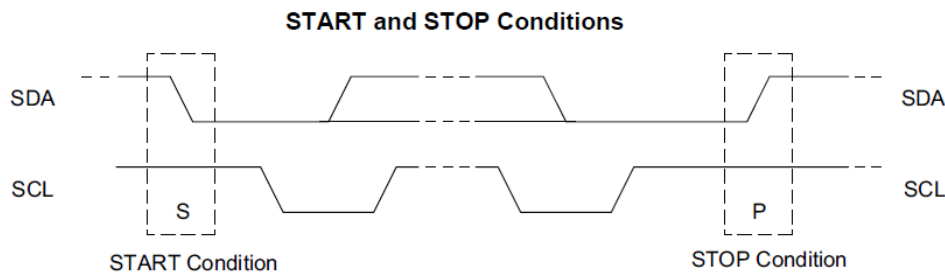 START and STOP Conditions
SDA SDA
SCL SCL
S P
START Condition STOP Condition